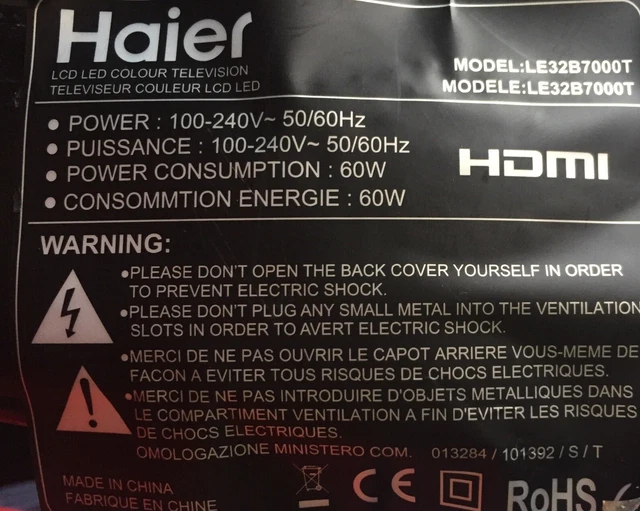 Haier
LCD LED COLOUR TELEVISION
TELEVISEUR COULEUR LCD LED
MODEL:LE32B7000T
MODELE:LE32B7000T
● POWER : 100-240V~ 50/60Hz
● PUISSANCE : 100-240V~ 50/60Hz
● POWER CONSUMPTION : 60W
● CONSOMMTION ENERGIE : 60W
HDMI
WARNING:
●PLEASE DON'T OPEN THE BACK COVER YOURSELF IN ORDER
TO PREVENT ELECTRIC SHOCK.
●PLEASE DON'T PLUG ANY SMALL METAL INTO THE VENTILATION
SLOTS IN ORDER TO AVERT ELECTRIC SHOCK.
●MERCI DE NE PAS OUVRIR LE CAPOT ARRIERE VOUS-MEME DE
FACON A EVITER TOUS RISQUES DE CHOCS ELECTRIQUES.
●MERCI DE NE PAS INTRODUIRE D'OBJETS METALLIQUES DANS
LE COMPARTIMENT VENTILATION A FIN D'EVITER LES RISQUES
DE CHOCS ELECTRIQUES.
OMOLOGAZIONE MINISTERO COM. 013284 / 101392 / S / T
MADE IN CHINA
FABRIQUE EN CHINE
CE
RoHS